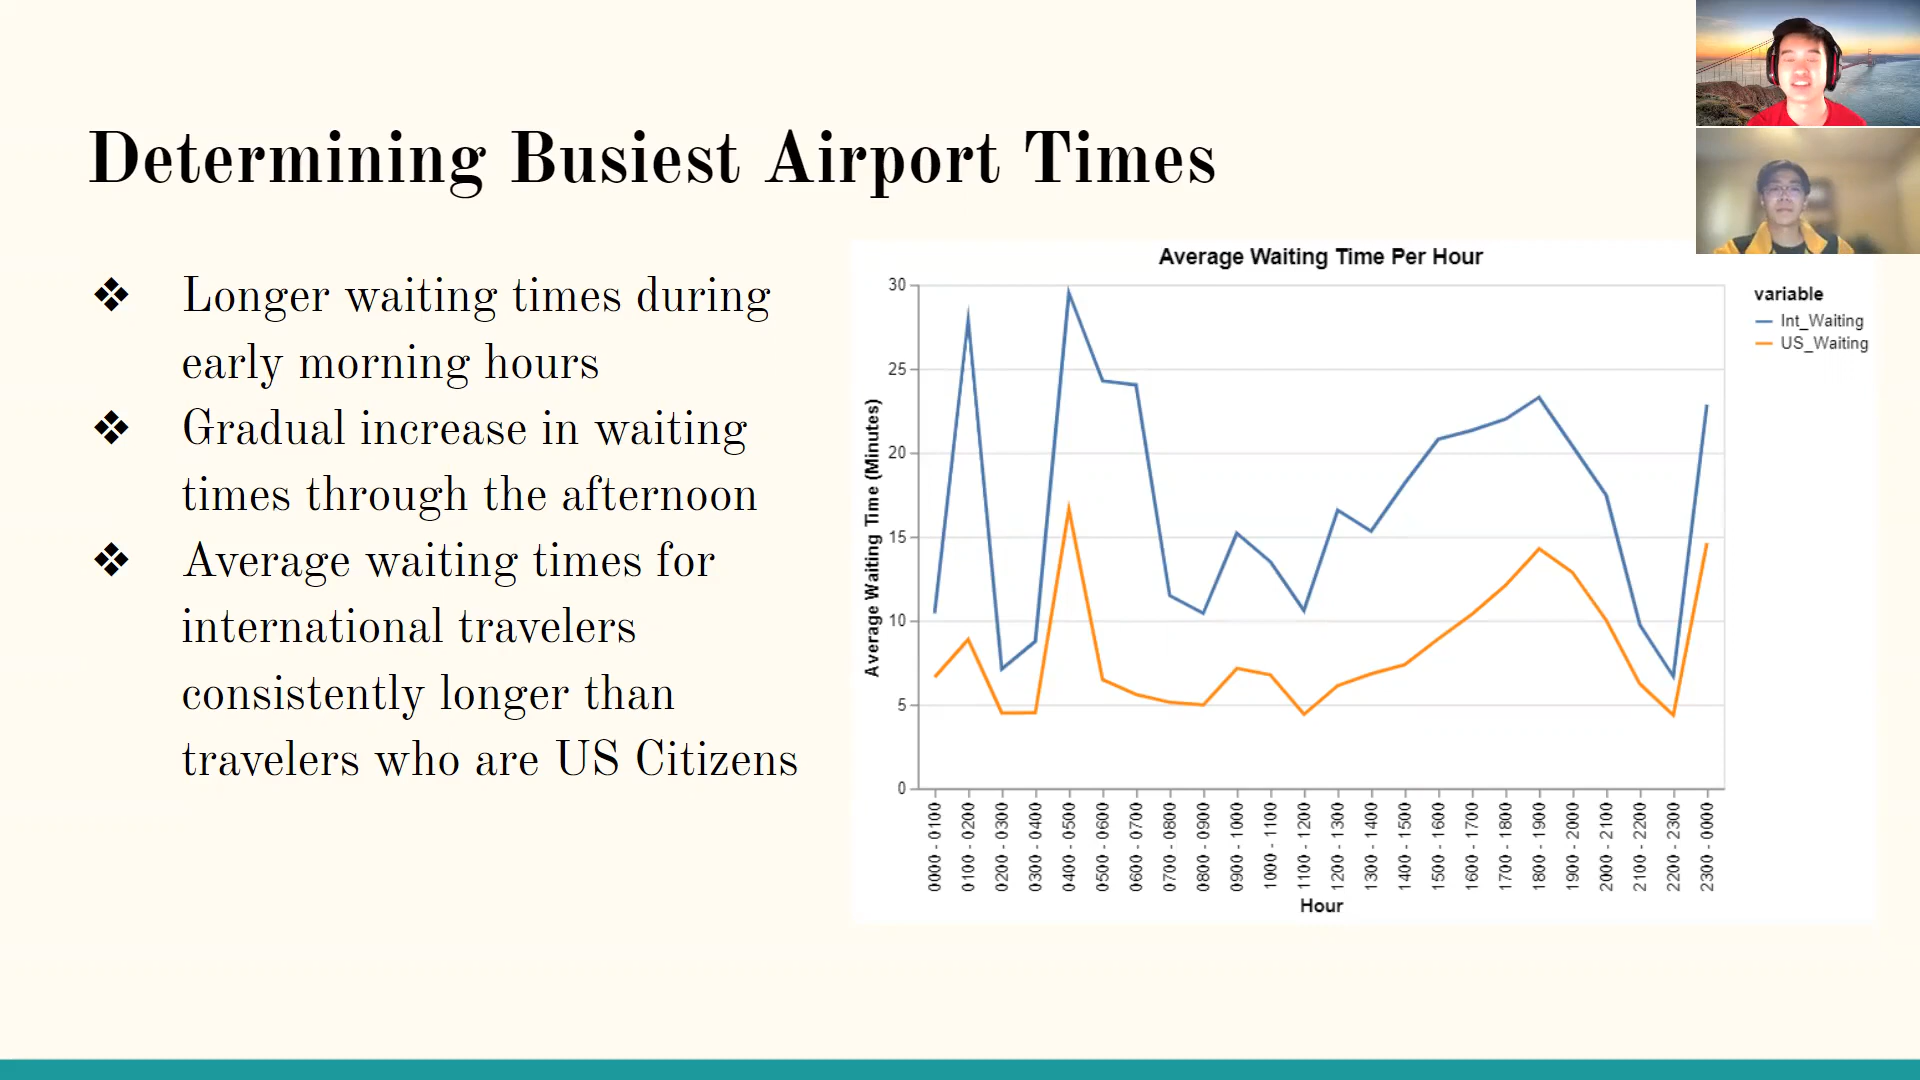 Determining Busiest Airport Times
❖ Longer waiting times during
early morning hours
❖ Gradual increase in waiting
times through the afternoon
❖ Average waiting times for
international travelers
consistently longer than
travelers who are US Citizens
Average Waiting Time Per Hour
Average Waiting Time (Minutes)
30
25
20
15
10
5
0
0000 - 0100
0100 - 0200
0200 - 0300
0300 - 0400
0400 - 0500
0500 - 0600
0600 - 0700
0700 - 0800
0800 - 0900
0900 - 1000
1000 - 1100
1100 - 1200
1200 - 1300
1300 - 1400
1400 - 1500
1500 - 1600
1600 - 1700
1700 - 1800
1800 - 1900
1900 - 2000
2000 - 2100
2100 - 2200
2200 - 2300
2300 - 0000
Hour
variable
Int_Waiting
US_Waiting